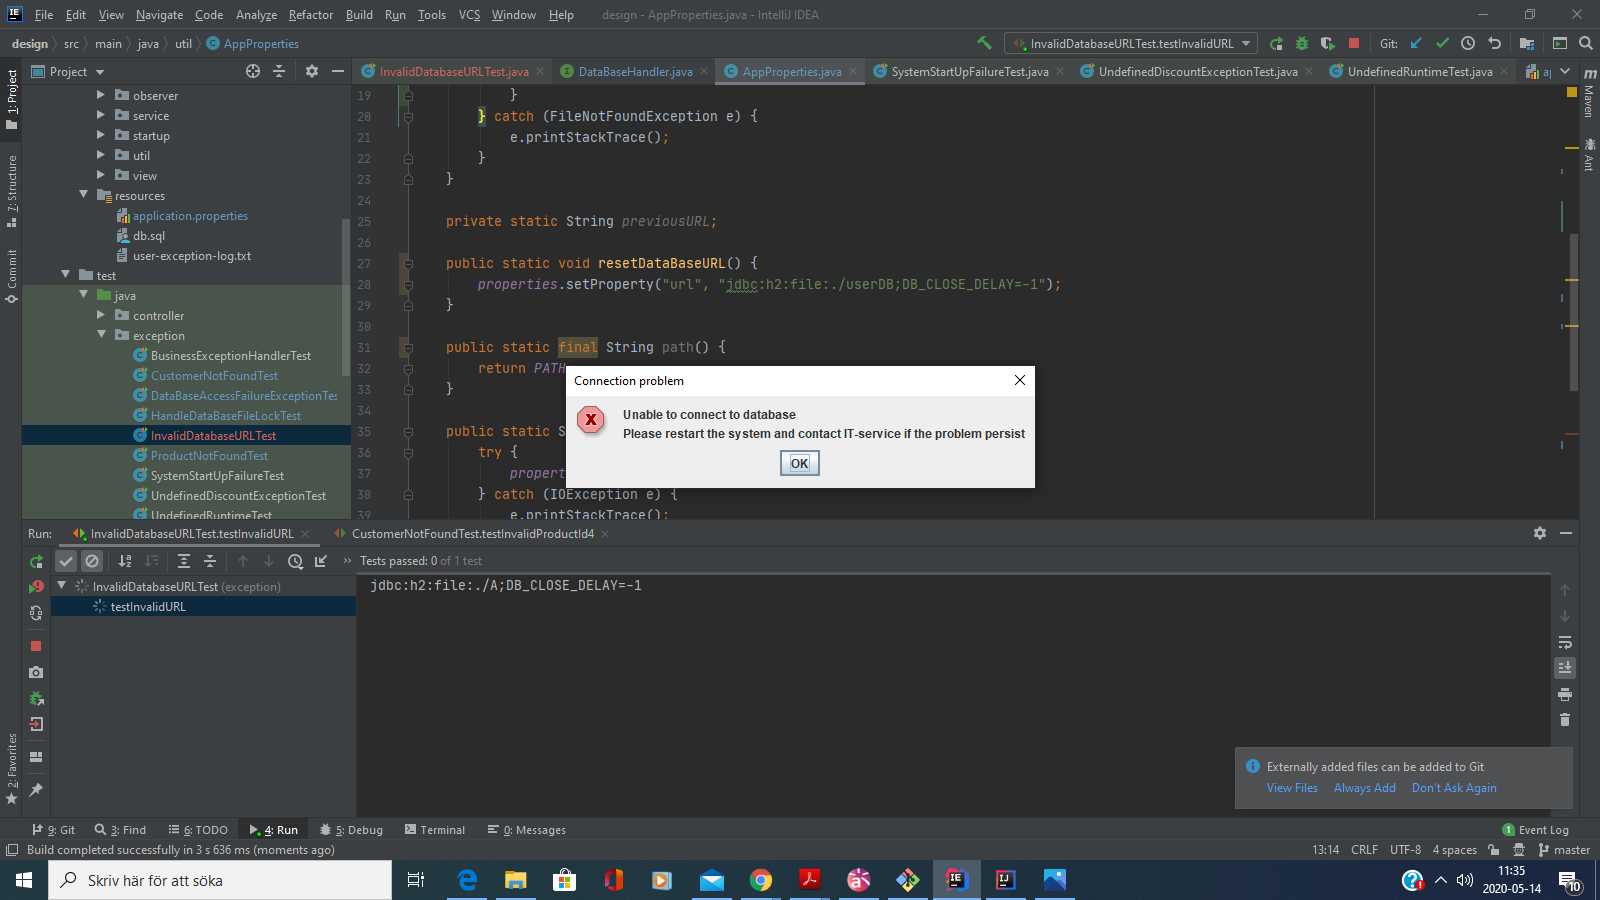 File Edit View Navigate Code Analyze Refactor Build Run Tools VCS Window Help design - AppProperties.java - IntelliJ IDEA
design src main java util AppProperties InvalidDatabaseURLTest.testInvalidURL Git:
Project InvalidDatabaseURLTest.java DataBaseHandler.java AppProperties.java SystemStartUpFailureTest.java UndefinedDiscountExceptionTest.java UndefinedRuntimeTest.java
1: Project
7: Structure
Commit
2: Favorites
Maven
Ant
observer
service
startup
util
view
resources
application.properties
db.sql
user-exception-log.txt
test
java
controller
exception
BusinessExceptionHandlerTest
CustomerNotFoundTest
DataBaseAccessFailureExceptionTes
HandleDataBaseFileLockTest
InvalidDatabaseURLTest
ProductNotFoundTest
SystemStartUpFailureTest
UndefinedDiscountExceptionTest
UndefinedRuntimeTest
19 }
20 } catch (FileNotFoundException e) {
21 e.printStackTrace();
22 }
23 }
24
25 private static String previousURL;
26
27 public static void resetDataBaseURL() {
28 properties.setProperty("url", "jdbc:h2:file:./userDB;DB_CLOSE_DELAY=-1");
29 }
30
31 public static final String path() {
32 return PATH
33 }
34
35 public static S
36 try {
37 propert
38 } catch (IOException e) {
39 e.printStackTrace();
Connection problem
Unable to connect to database
Please restart the system and contact IT-service if the problem persist
OK
Run: InvalidDatabaseURLTest.testInvalidURL CustomerNotFoundTest.testInvalidProductId4
Tests passed: 0 of 1 test
InvalidDatabaseURLTest (exception)
testInvalidURL
jdbc:h2:file:./A;DB_CLOSE_DELAY=-1
Externally added files can be added to Git
View Files Always Add Don't Ask Again
9: Git 3: Find 6: TODO 4: Run 5: Debug Terminal 0: Messages 1 Event Log
Build completed successfully in 3 s 636 ms (moments ago) 13:14 CRLF UTF-8 4 spaces master
Skriv här för att söka
11:35
2020-05-14
10